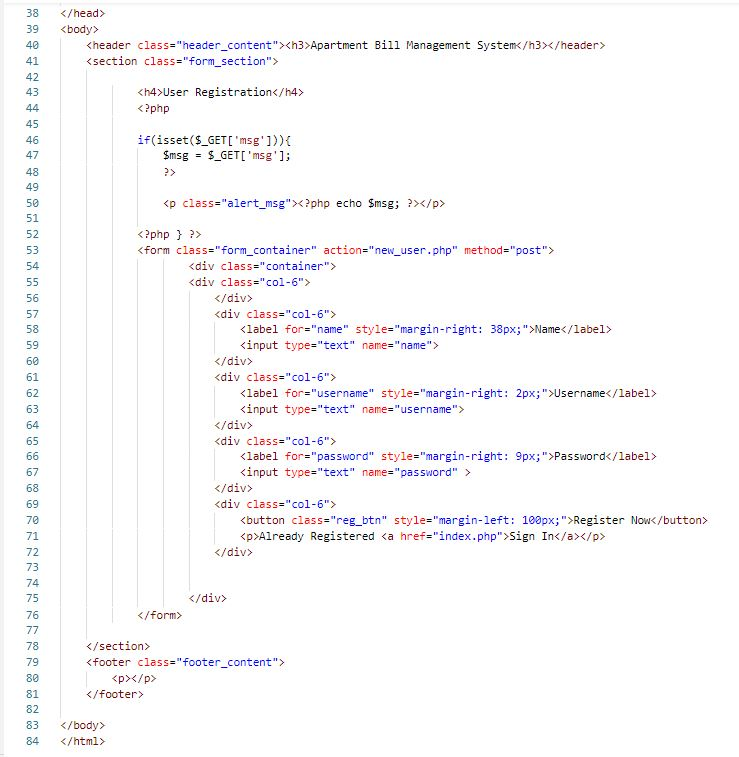 38 </head>
39 <body>
40 <header class="header_content"><h3>Apartment Bill Management System</h3></header>
41 <section class="form_section">
42
43 <h4>User Registration</h4>
44 <?php
45
46 if(isset($_GET['msg'])){
47 $msg = $_GET['msg'];
48 ?>
49
50 <p class="alert_msg"><?php echo $msg; ?></p>
51
52 <?php } ?>
53 <form class="form_container" action="new_user.php" method="post">
54 <div class="container">
55 <div class="col-6">
56 </div>
57 <div class="col-6">
58 <label for="name" style="margin-right: 38px;">Name</label>
59 <input type="text" name="name">
60 </div>
61 <div class="col-6">
62 <label for="username" style="margin-right: 2px;">Username</label>
63 <input type="text" name="username">
64 </div>
65 <div class="col-6">
66 <label for="password" style="margin-right: 9px;">Password</label>
67 <input type="text" name="password" >
68 </div>
69 <div class="col-6">
70 <button class="reg_btn" style="margin-left: 100px;">Register Now</button>
71 <p>Already Registered <a href="index.php">Sign In</a></p>
72 </div>
73
74
75 </div>
76 </form>
77
78 </section>
79 <footer class="footer_content">
80 <p></p>
81 </footer>
82
83 </body>
84 </html>